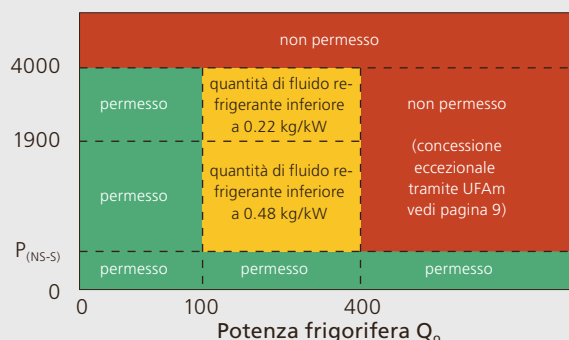 non permesso
4000
permesso
quantità di fluido re-
frigerante inferiore
a 0.22 kg/kW
non permesso
1900
permesso
quantità di fluido re-
frigerante inferiore
a 0.48 kg/kW
(concessione
eccezionale
tramite UFAm
vedi pagina 9)
P(NS-S)
permesso
permesso
permesso
0
0
100
400
Potenza frigorifera Qo